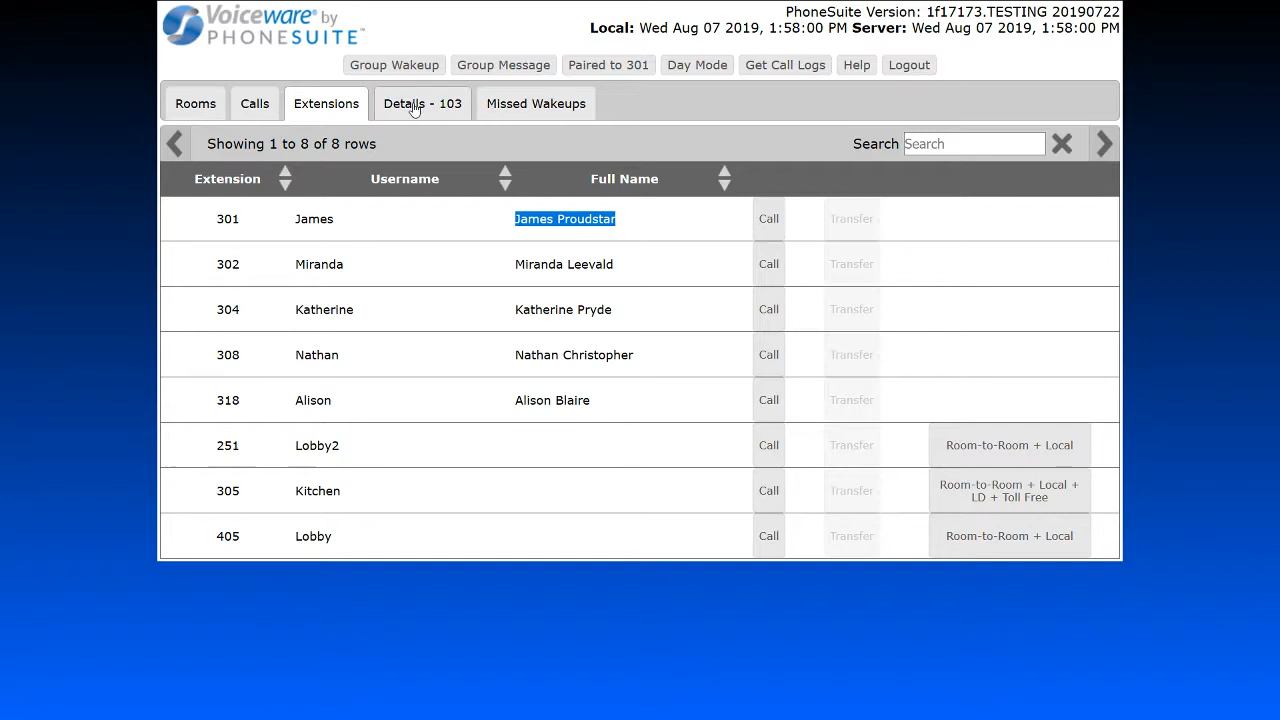 Voiceware® by
PHONESUITE™
PhoneSuite Version: 1f17173.TESTING 20190722
Local: Wed Aug 07 2019, 1:58:00 PM Server: Wed Aug 07 2019, 1:58:00 PM
Group Wakeup Group Message Paired to 301 Day Mode Get Call Logs Help Logout
Rooms Calls Extensions Details - 103 Missed Wakeups
Showing 1 to 8 of 8 rows Search Search
Extension Username Full Name
301 James James Proudstar Call Transfer
302 Miranda Miranda Leevald Call Transfer
304 Katherine Katherine Pryde Call Transfer
308 Nathan Nathan Christopher Call Transfer
318 Alison Alison Blaire Call Transfer
251 Lobby2 Call Transfer Room-to-Room + Local
305 Kitchen Call Transfer Room-to-Room + Local +
LD + Toll Free
405 Lobby Call Transfer Room-to-Room + Local